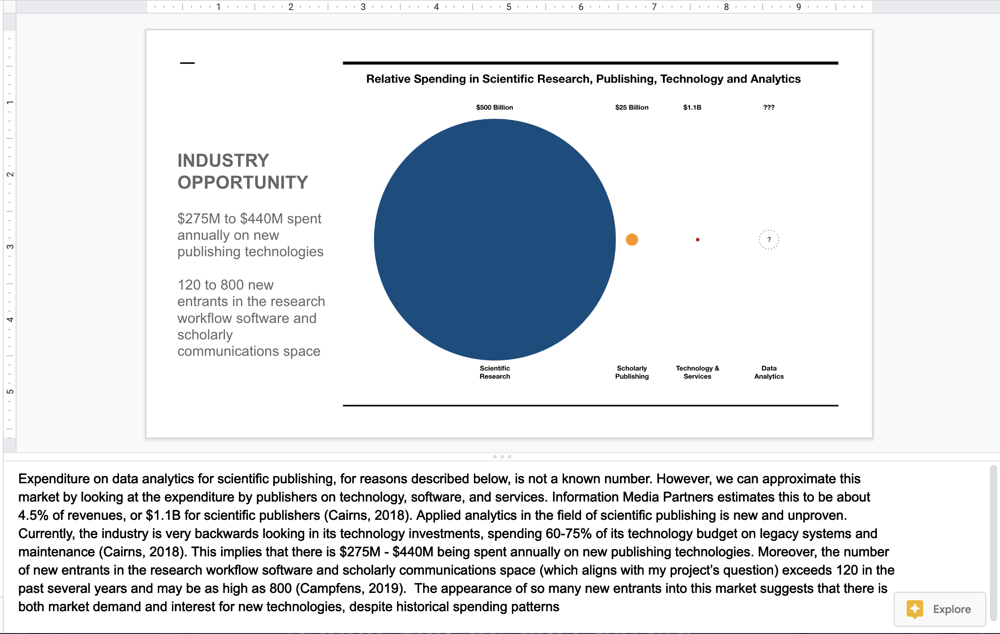 1 2 3 4 5 6 7 8 9
1
2
3
4
5
Relative Spending in Scientific Research, Publishing, Technology and Analytics
$500 Billion $25 Billion $1.1B ???
INDUSTRY
OPPORTUNITY
$275M to $440M spent
annually on new
publishing technologies
120 to 800 new
entrants in the research
workflow software and
scholarly
communications space
?
Scientific
Research
Scholarly
Publishing
Technology &
Services
Data
Analytics
Expenditure on data analytics for scientific publishing, for reasons described below, is not a known number. However, we can approximate this
market by looking at the expenditure by publishers on technology, software, and services. Information Media Partners estimates this to be about
4.5% of revenues, or $1.1B for scientific publishers (Cairns, 2018). Applied analytics in the field of scientific publishing is new and unproven.
Currently, the industry is very backwards looking in its technology investments, spending 60-75% of its technology budget on legacy systems and
maintenance (Cairns, 2018). This implies that there is $275M - $440M being spent annually on new publishing technologies. Moreover, the number
of new entrants in the research workflow software and scholarly communications space (which aligns with my project's question) exceeds 120 in the
past several years and may be as high as 800 (Campfens, 2019).  The appearance of so many new entrants into this market suggests that there is
both market demand and interest for new technologies, despite historical spending patterns
Explore